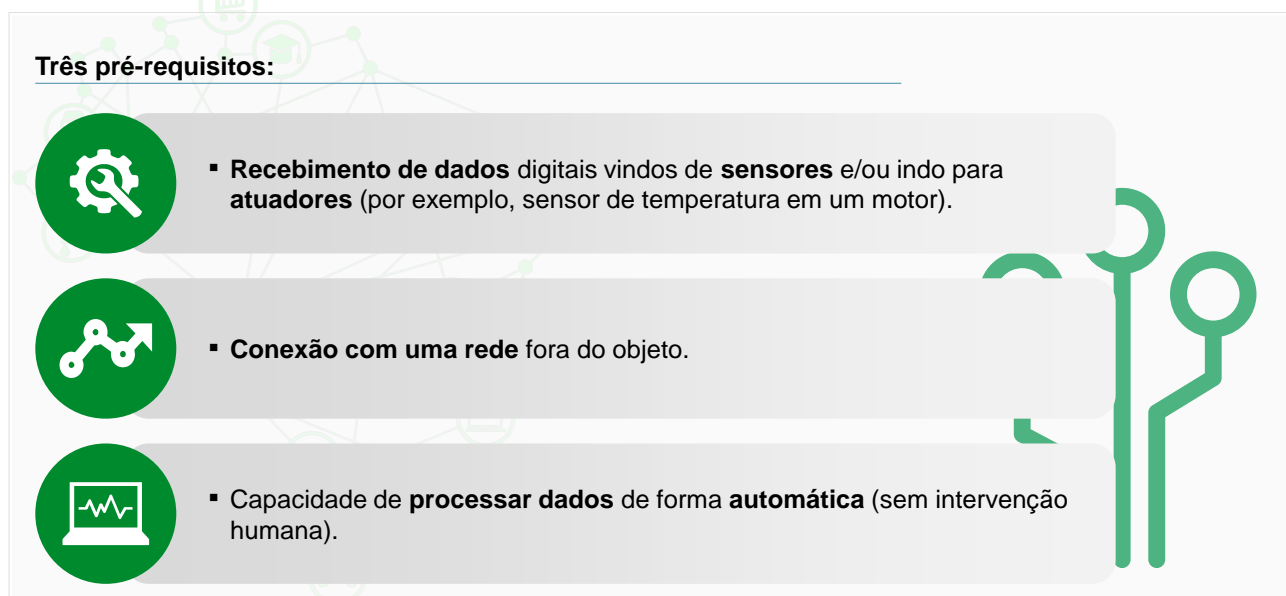 Três pré-requisitos:
▪ Recebimento de dados digitais vindos de sensores e/ou indo para
atuadores (por exemplo, sensor de temperatura em um motor).
▪ Conexão com uma rede fora do objeto.
▪ Capacidade de processar dados de forma automática (sem intervenção
humana).